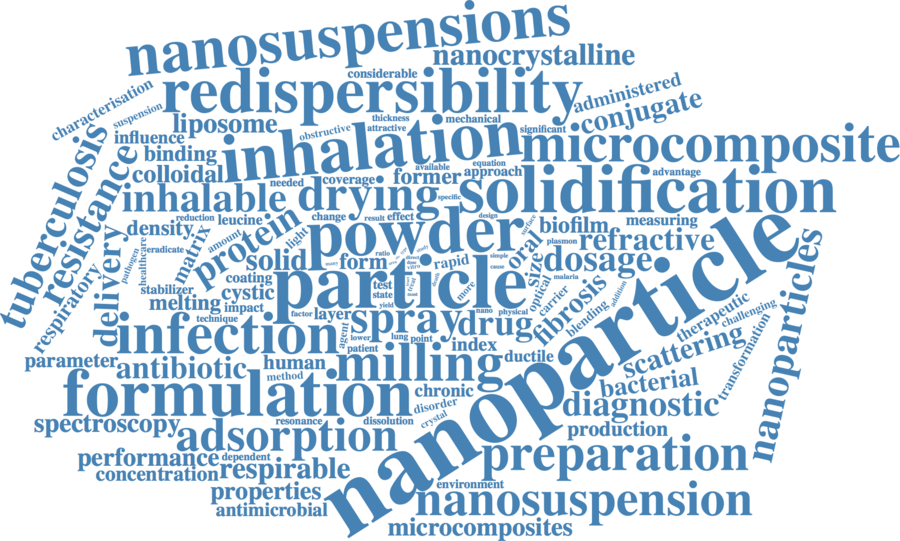 nanosuspensions
nanocrystalline
considerable
redispersibility
characterisation
suspension
administered
conjugate
liposome
thickness
mechanical
attractive
obstructive
significant
influence
inhalation
microcomposite
binding
colloidal
tuberculosis
resistance
available
equation
approach
advantage
former
needed
coverage
inhalable
drying
specific
solidification
reduction
leucine
change
result
effect
design
surface
biofilm
measuring
density
powder
plasmon
refractive
amount
light
protein
matrix
healthcare
eradicate
pathogen
respiratory
delivery
solid
form
ratio
rapid
simple
cause
oral
size
dosage
stabilizer
coating
cystic
particle
test
state
yield
more
malaria
optical
carrier
addition
fibrosis
blending
melting
impact
technique
factor
layer
nano
physical
infection
agent
spray
drug
lower
lung
point
patient
index
ductile
nanoparticle
therapeutic
challenging
scattering
transformation
nanoparticles
parameter
antibiotic
human
method
milling
bacterial
formulation
chronic
disorder
crystal
diagnostic
spectroscopy
resonance
dissolution
adsorption
production
performance
dependent
concentration
respirable
preparation
properties
environment
nanosuspension
antimicrobial
microcomposites